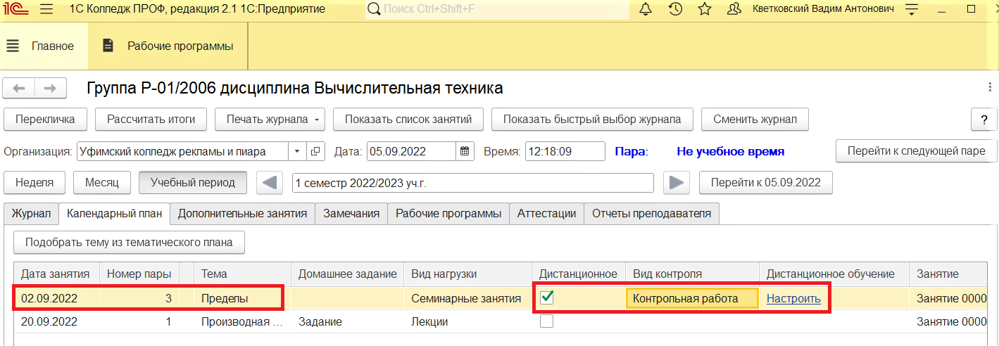 1С 1С Колледж ПРОФ, редакция 2.1 1С:Предприятие Поиск Ctrl+Shift+F Кветковский Вадим Антонович
Главное Рабочие программы
Группа Р-01/2006 дисциплина Вычислительная техника
Перекличка Рассчитать итоги Печать журнала Показать список занятий Показать быстрый выбор журнала Сменить журнал ?
Организация: Уфимский колледж рекламы и пиара Дата: 05.09.2022 Время: 12:18:09 Пара: Не учебное время Перейти к следующей паре
Неделя Месяц Учебный период 1 семестр 2022/2023 уч.г. Перейти к 05.09.2022
Журнал Календарный план Дополнительные занятия Замечания Рабочие программы Аттестации Отчеты преподавателя
Подобрать тему из тематического плана
Дата занятия Номер пары Тема Домашнее задание Вид нагрузки Дистанционное Вид контроля Дистанционное обучение Занятие
02.09.2022 3 Пределы Семинарные занятия Контрольная работа Настроить Занятие 0000
20.09.2022 1 Производная ... Задание Лекции Занятие 0000